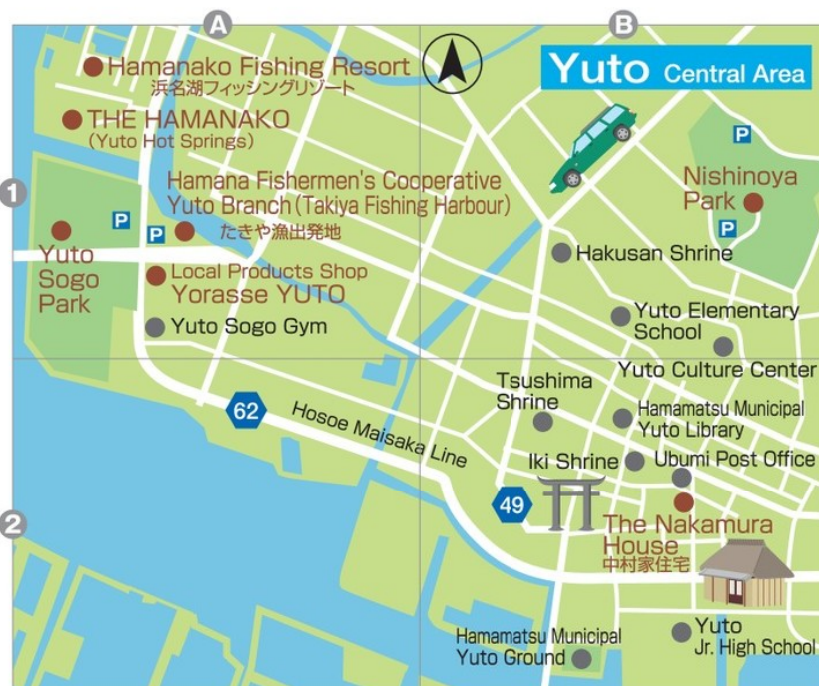 A
B
Yuto Central Area
Hamanako Fishing Resort
浜名湖フィッシングリゾート
THE HAMANAKO
(Yuto Hot Springs)
1
Hamana Fishermen's Cooperative
Yuto Branch (Takiya Fishing Harbour)
たきや漁出発地
P
P
P
P
Nishinoya
Park
Yuto
Sogo
Park
Local Products Shop
Yorasse YUTO
Yuto Sogo Gym
Hakusan Shrine
Yuto Elementary
School
Yuto Culture Center
62
Hosoe Maisaka Line
Tsushima
Shrine
Hamamatsu Municipal
Yuto Library
Iki Shrine
Ubumi Post Office
49
2
The Nakamura
House
中村家住宅
Hamamatsu Municipal
Yuto Ground
Yuto
Jr. High School